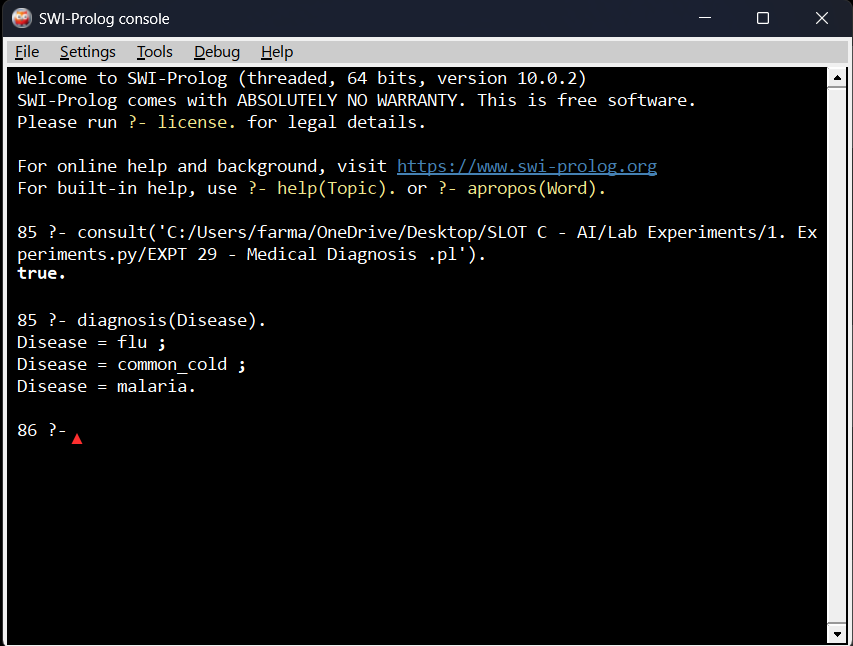 SWI-Prolog console
File Settings Tools Debug Help
Welcome to SWI-Prolog (threaded, 64 bits, version 10.0.2)
SWI-Prolog comes with ABSOLUTELY NO WARRANTY. This is free software.
Please run ?- license. for legal details.
For online help and background, visit https://www.swi-prolog.org
For built-in help, use ?- help(Topic). or ?- apropos(Word).
85 ?- consult('C:/Users/farma/OneDrive/Desktop/SLOT C - AI/Lab Experiments/1. Ex
periments.py/EXPT 29 - Medical Diagnosis .pl').
true.
85 ?- diagnosis(Disease).
Disease = flu ;
Disease = common_cold ;
Disease = malaria.
86 ?-